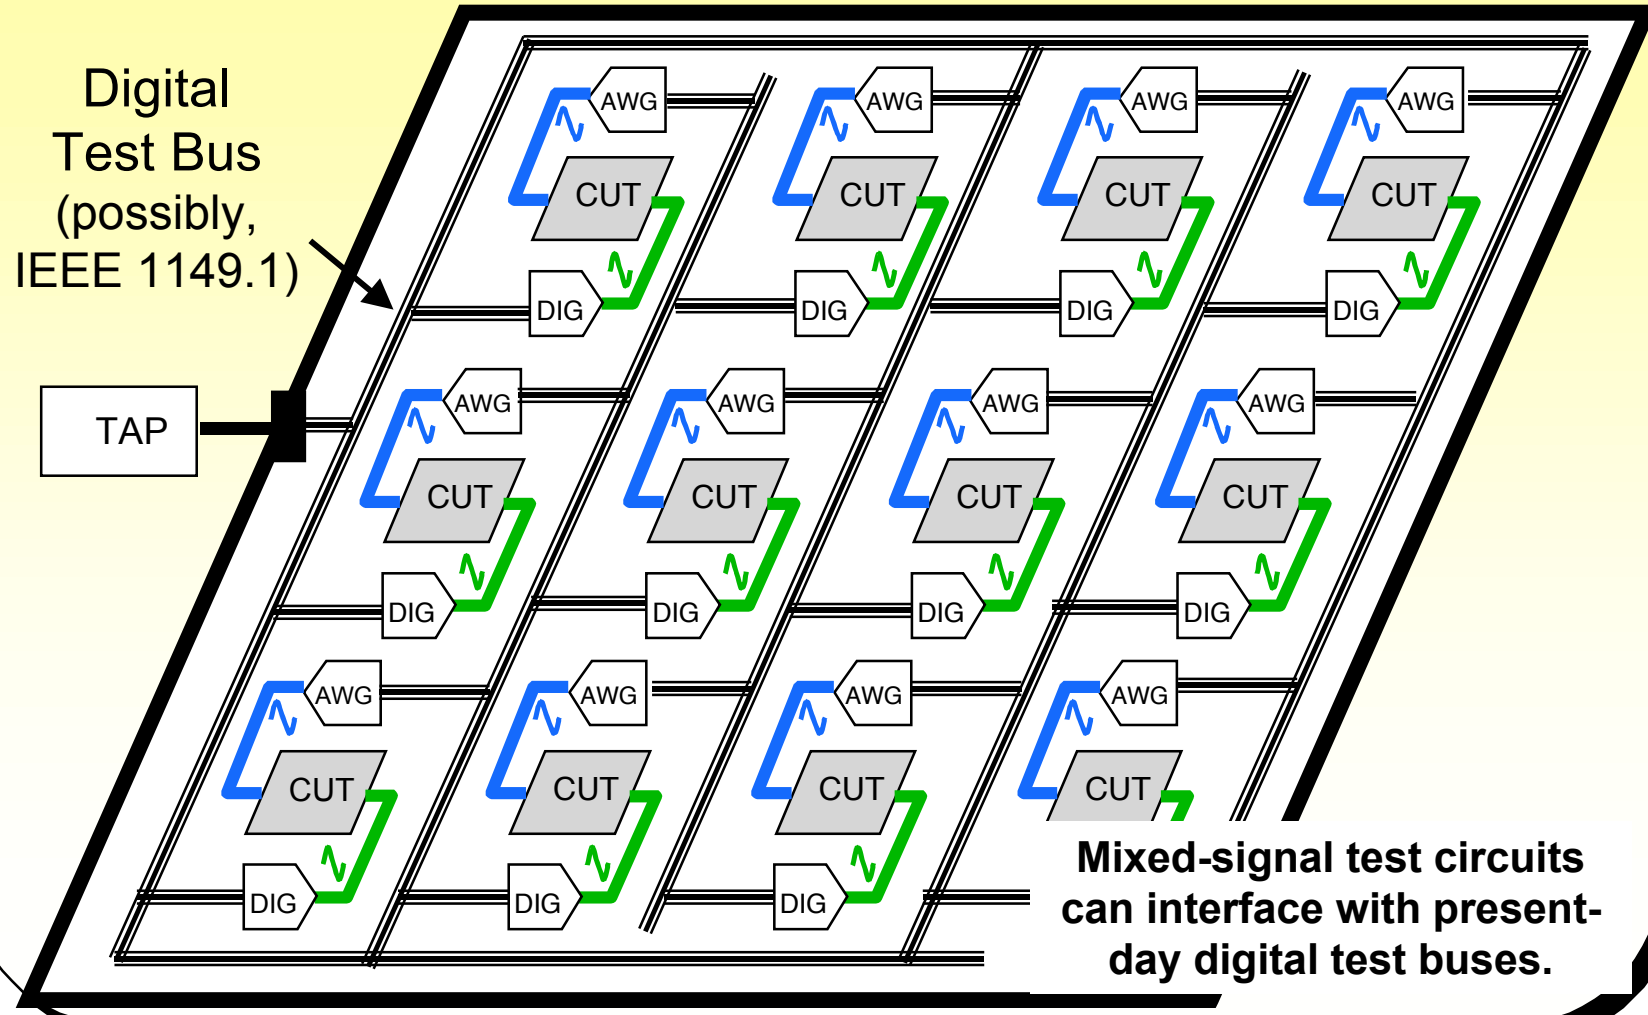 Digital
Test Bus
(possibly,
IEEE 1149.1)
AWG
AWG
AWG
AWG
CUT
CUT
CUT
CUT
DIG
DIG
DIG
DIG
TAP
AWG
AWG
AWG
AWG
CUT
CUT
CUT
CUT
DIG
DIG
DIG
DIG
AWG
AWG
AWG
AWG
CUT
CUT
CUT
CUT
DIG
DIG
DIG
Mixed-signal test circuits
can interface with present-
day digital test buses.